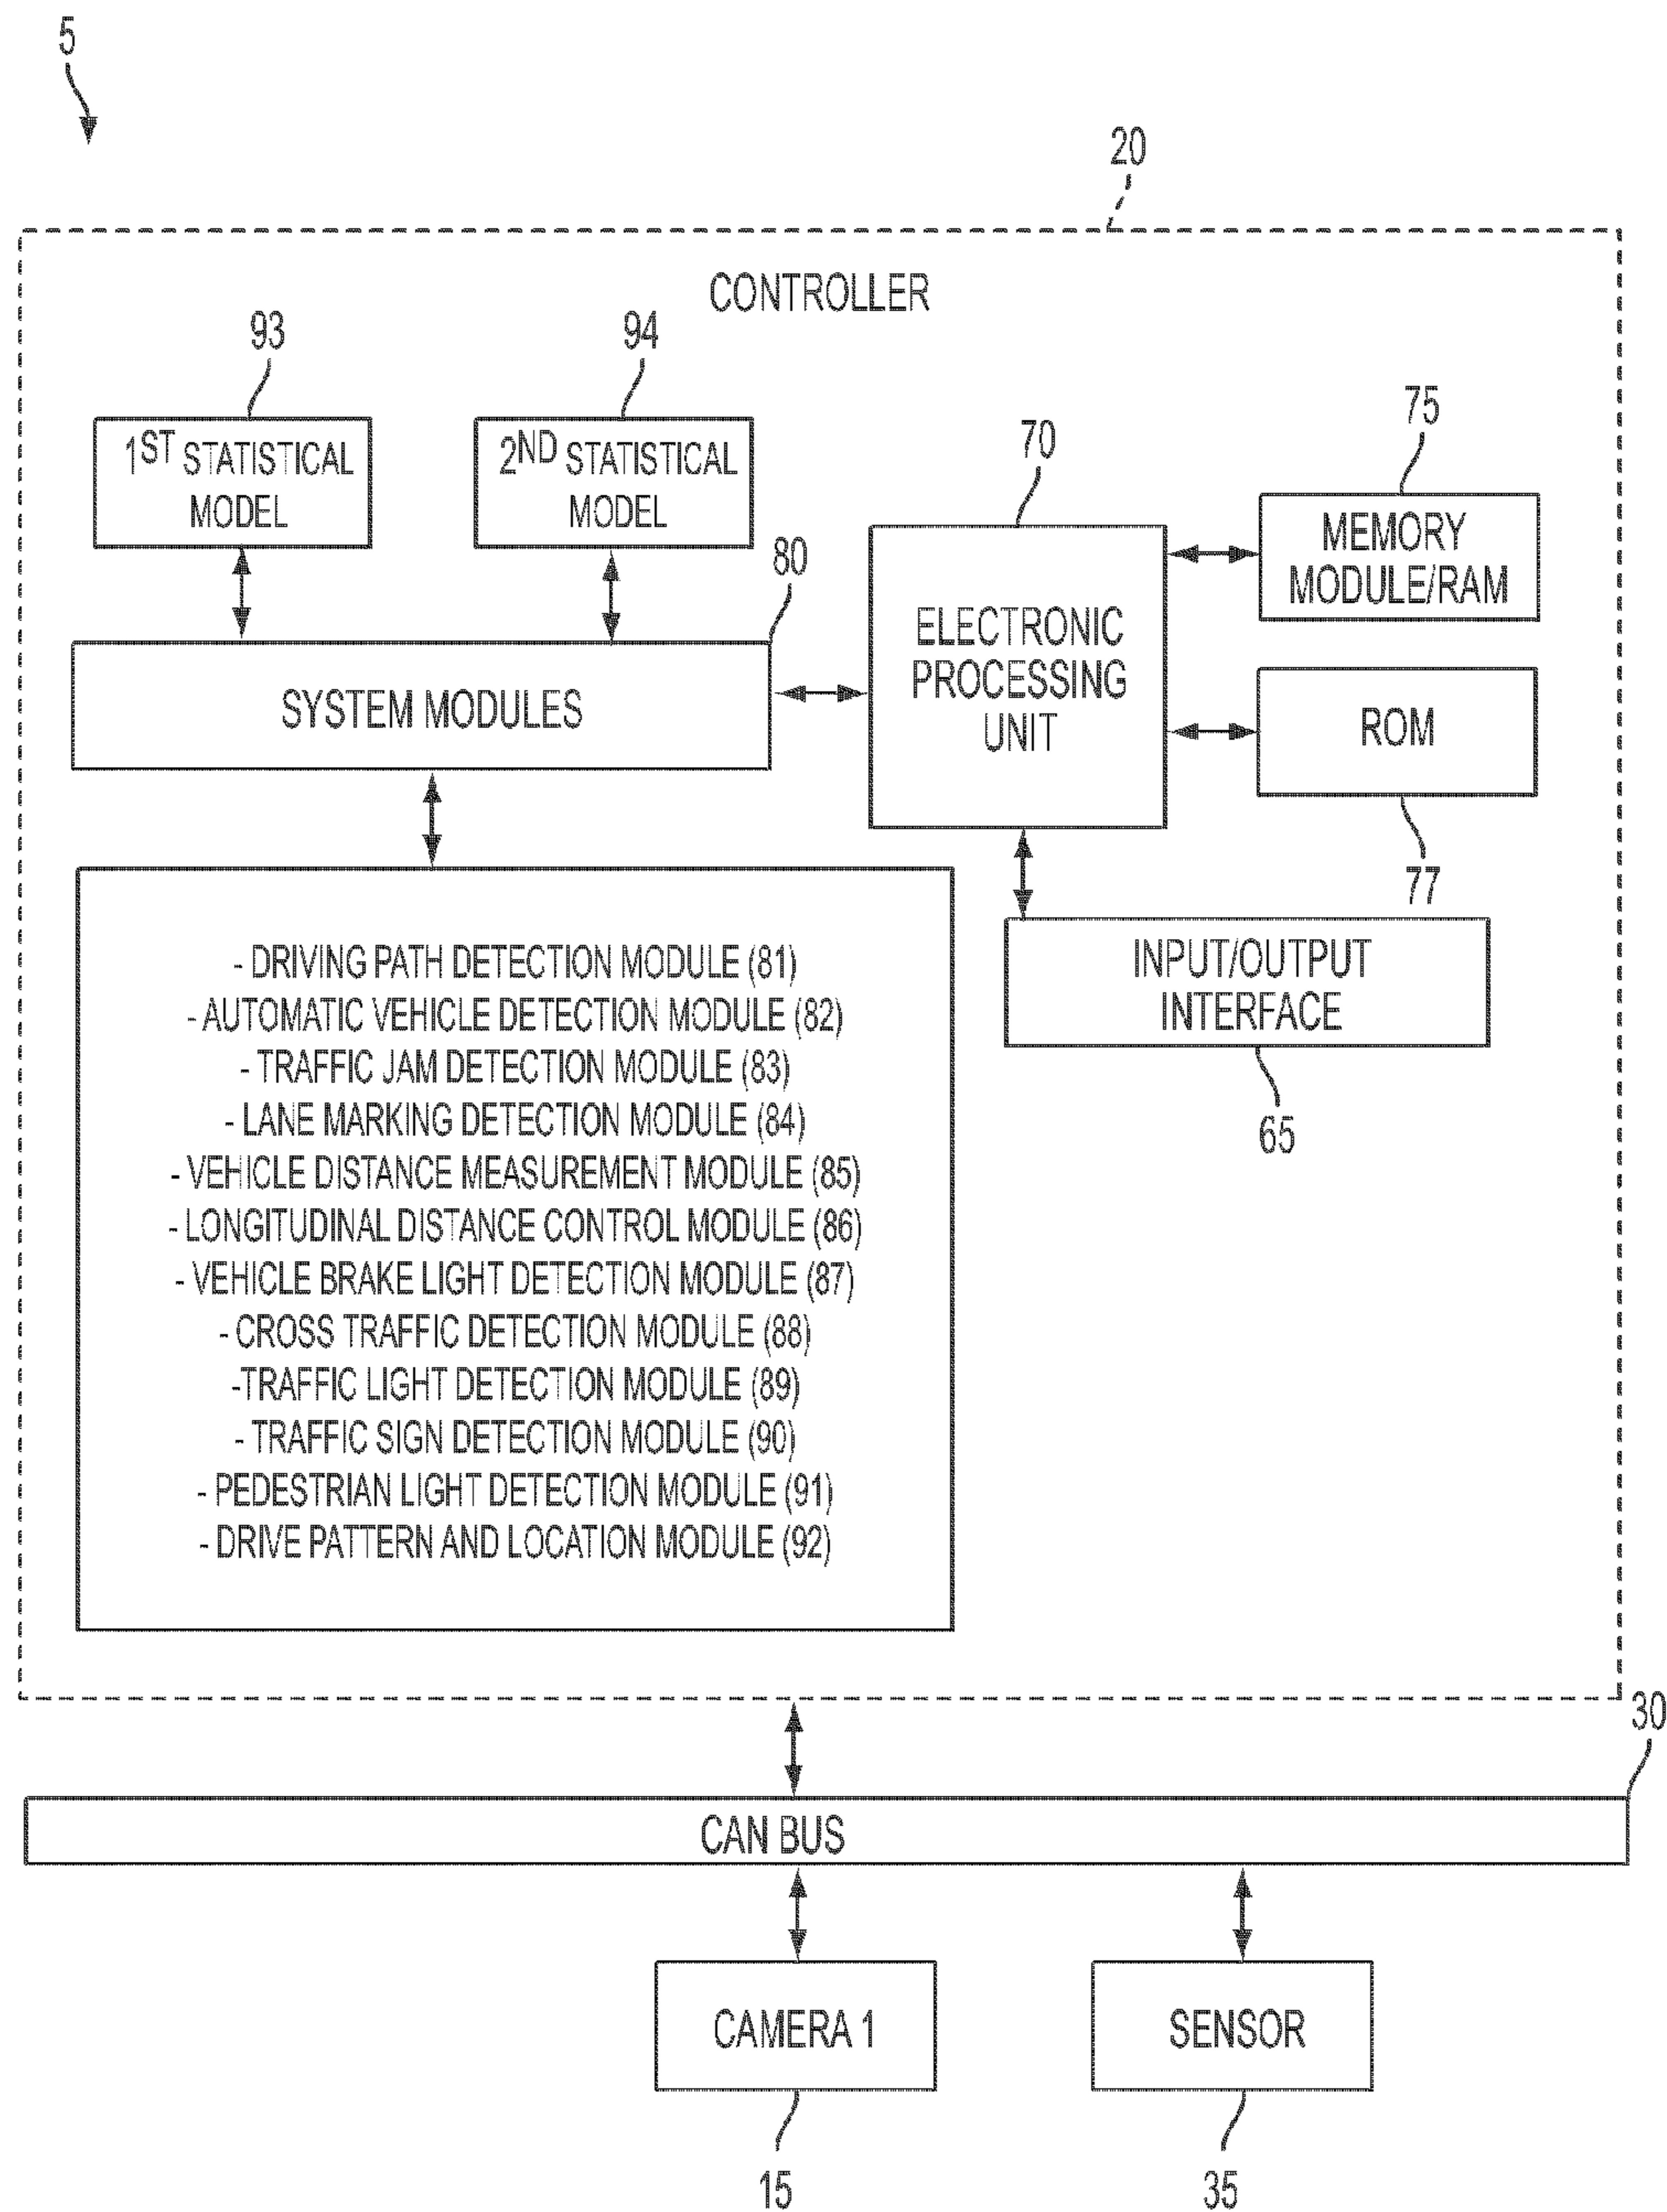 5
20
CONTROLLER
93
94
1ST STATISTICAL
MODEL
2ND STATISTICAL
MODEL
80
SYSTEM MODULES
70
ELECTRONIC
PROCESSING
UNIT
75
MEMORY
MODULE/RAM
ROM
77
INPUT/OUTPUT
INTERFACE
65
- DRIVING PATH DETECTION MODULE (81)
- AUTOMATIC VEHICLE DETECTION MODULE (82)
- TRAFFIC JAM DETECTION MODULE (83)
- LANE MARKING DETECTION MODULE (84)
- VEHICLE DISTANCE MEASUREMENT MODULE (85)
- LONGITUDINAL DISTANCE CONTROL MODULE (86)
- VEHICLE BRAKE LIGHT DETECTION MODULE (87)
- CROSS TRAFFIC DETECTION MODULE (88)
-TRAFFIC LIGHT DETECTION MODULE (89)
- TRAFFIC SIGN DETECTION MODULE (90)
- PEDESTRIAN LIGHT DETECTION MODULE (91)
- DRIVE PATTERN AND LOCATION MODULE (92)
30
CAN BUS
CAMERA 1
SENSOR
15
35